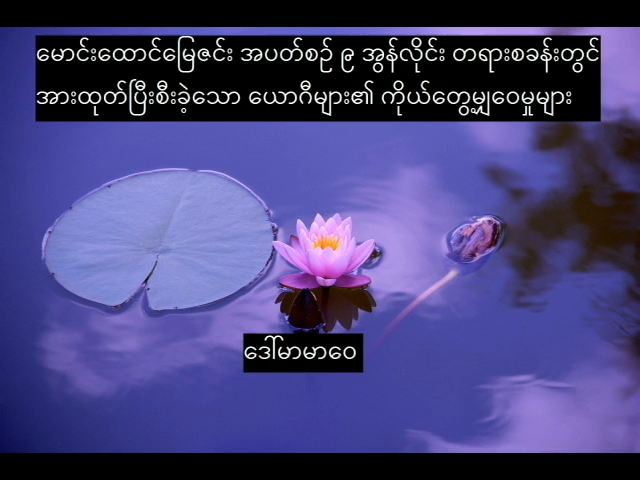 မောင်းထောင်မြေဇင်း အပတ်စဉ် ၉ အွန်လိုင်း တရားစခန်းတွင်
အားထုတ်ပြီးစီးခဲ့သော ယောဂီများ၏ ကိုယ်တွေ့မျှဝေမှုများ
ဒေါ်မာမာဝေ